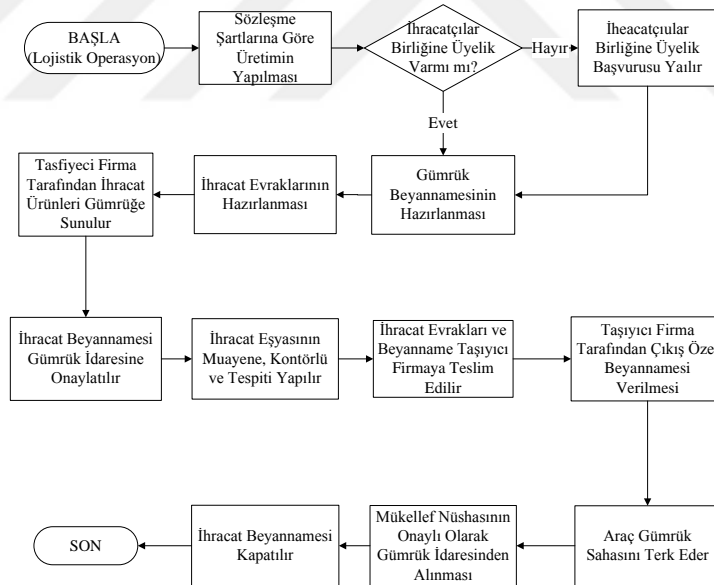 BAŞLA
(Lojistik Operasyon)
Sözleşme
Şartlarına Göre
Üretimin
Yapılması
İhracatçılar
Birliğine Üyelik
Varmı mı?
Hayır
İheacatçıular
Birliğine Üyelik
Başvurusu Yaılır
Evet
Tasfiyeci Firma
Tarafından İhracat
Ürünleri Gümrüğe
Sunulur
İhracat Evraklarının
Hazırlanması
Gümrük
Beyannamesinin
Hazırlanması
İhracat Beyannamesi
Gümrük İdaresine
Onaylatılır
İhracat Eşyasının
Muayene, Kontörlü
ve Tespiti Yapılır
İhracat Evrakları ve
Beyanname Taşıyıcı
Firmaya Teslim
Edilir
Taşıyıcı Firma
Tarafından Çıkış Öze
Beyannamesi
Verilmesi
SON
İhracat Beyannamesi
Kapatılır
Mükellef Nüshasının
Onaylı Olarak
Gümrük İdaresinden
Alınması
Araç Gümrük
Sahasını Terk Eder